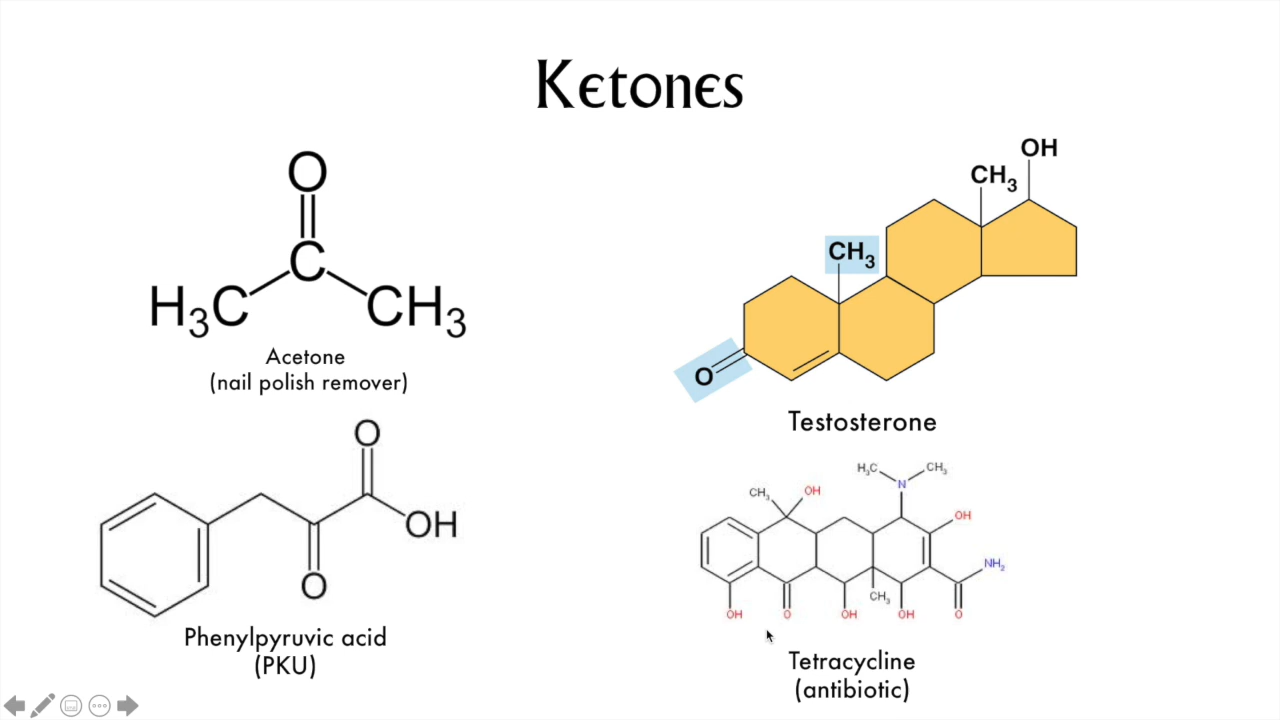 Ketones
O
C
H₃C
CH₃
Acetone
(nail polish remover)
OH
CH₃
CH₃
O
Testosterone
O
OH
O
Phenylpyruvic acid
(PKU)
H₃C
CH₃
N
CH₃
OH
OH
NH₂
CH₃
OH
O
OH
OH
O
Tetracycline
(antibiotic)